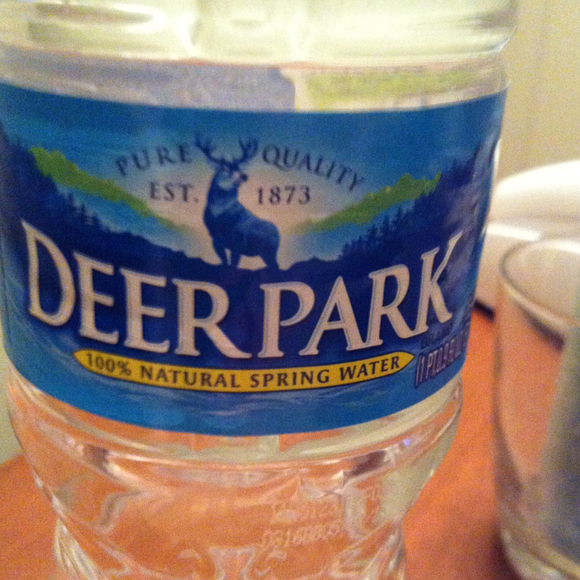 PURE QUALITY
EST. 1873
DEER PARK
100% NATURAL SPRING WATER